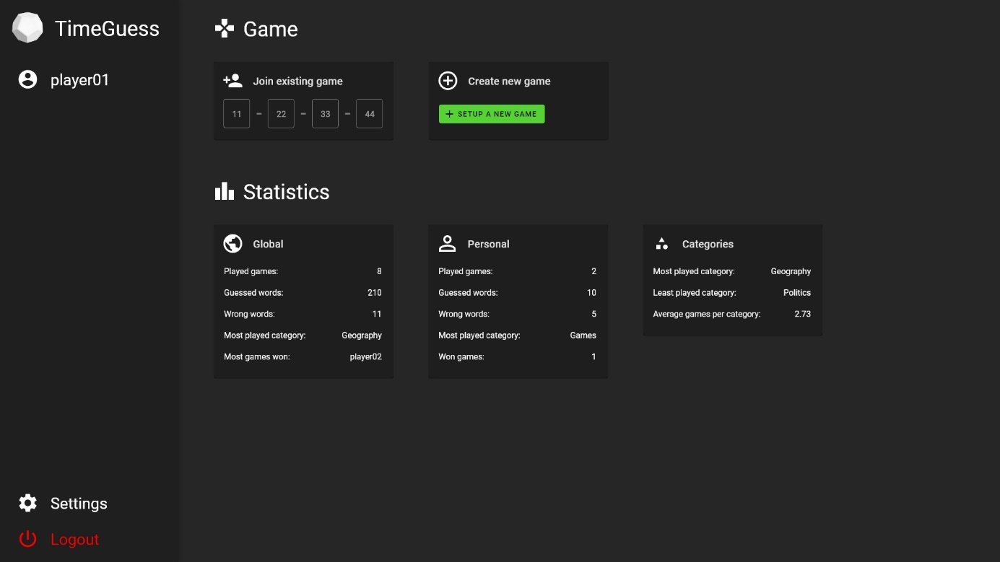 TimeGuess
player01
Settings
Logout
Game
Join existing game
11 - 22 - 33 - 44
Create new game
+ SETUP A NEW GAME
Statistics
Global
Played games: 8
Guessed words: 210
Wrong words: 11
Most played category: Geography
Most games won: player02
Personal
Played games: 2
Guessed words: 10
Wrong words: 5
Most played category: Games
Won games: 1
Categories
Most played category: Geography
Least played category: Politics
Average games per category: 2.73